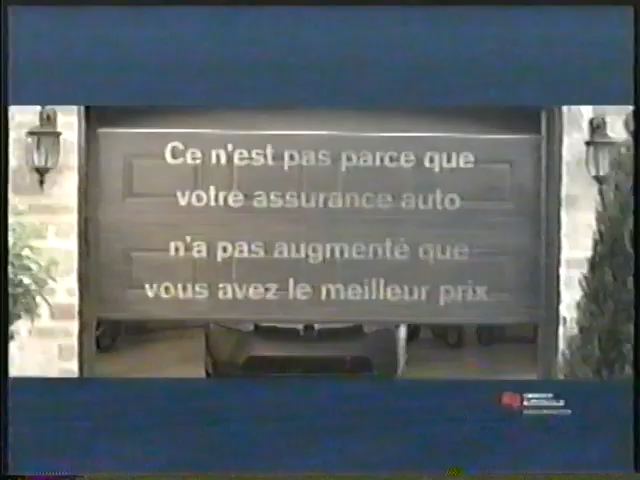 Ce n'est pas parce que
votre assurance auto
n'a pas augmenté que
vous avez le meilleur prix